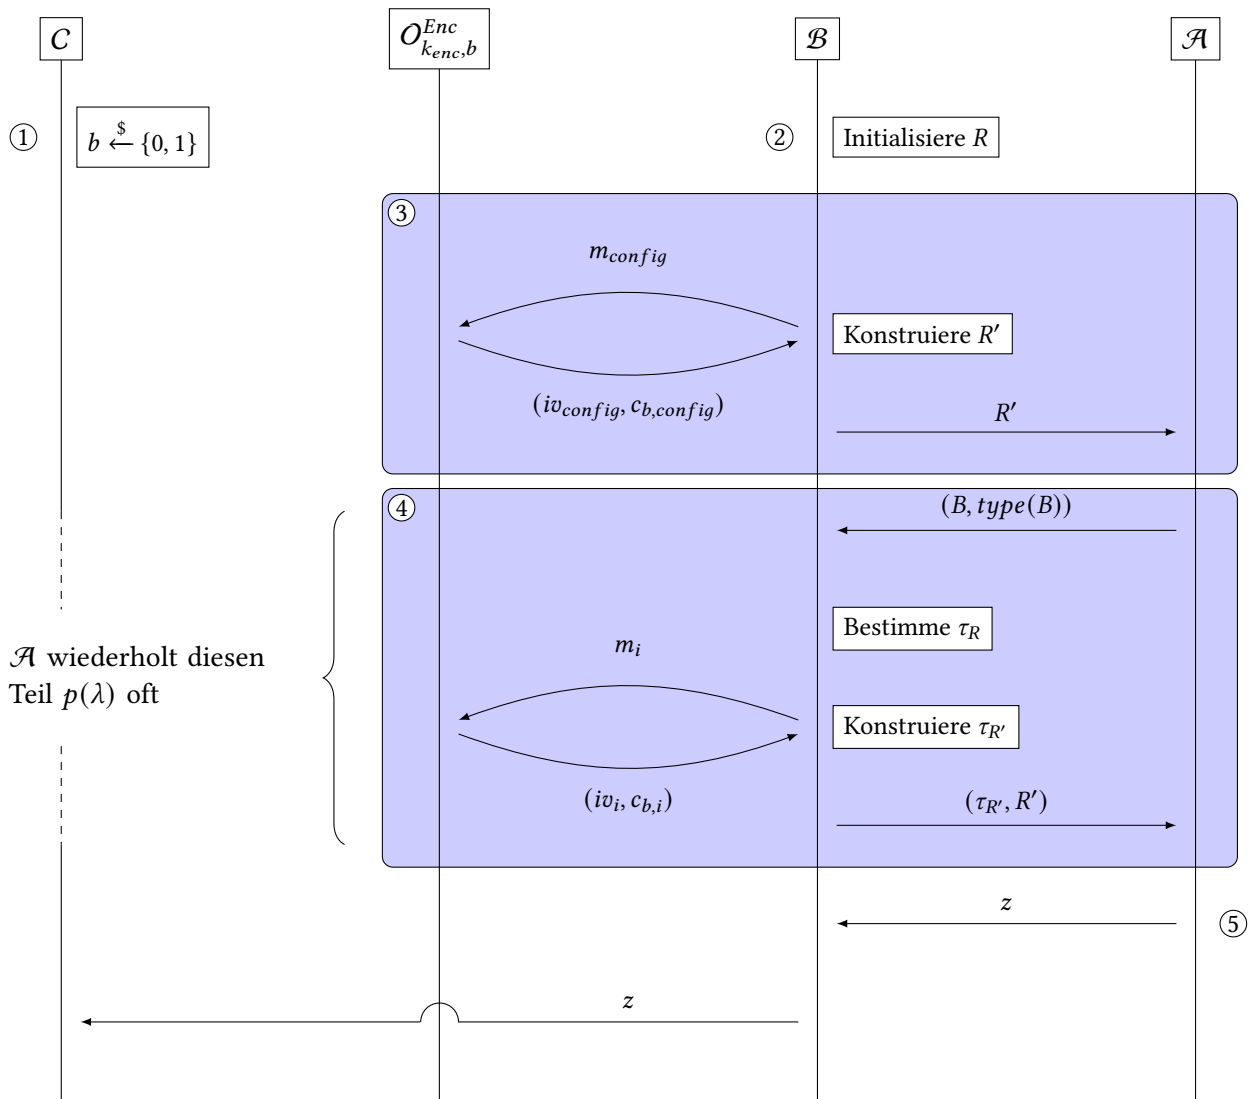 𝒞
𝒪^{Enc}_{k_{enc},b}
ℬ
𝒜
①
b ←$ {0, 1}
②
Initialisiere R
③
m_{config}
Konstruiere R′
(iv_{config}, c_{b,config})
R′
④
(B, type(B))
Bestimme τ_R
m_i
𝒜 wiederholt diesen
Teil p(λ) oft
Konstruiere τ_{R′}
(iv_i, c_{b,i})
(τ_{R′}, R′)
z
⑤
z